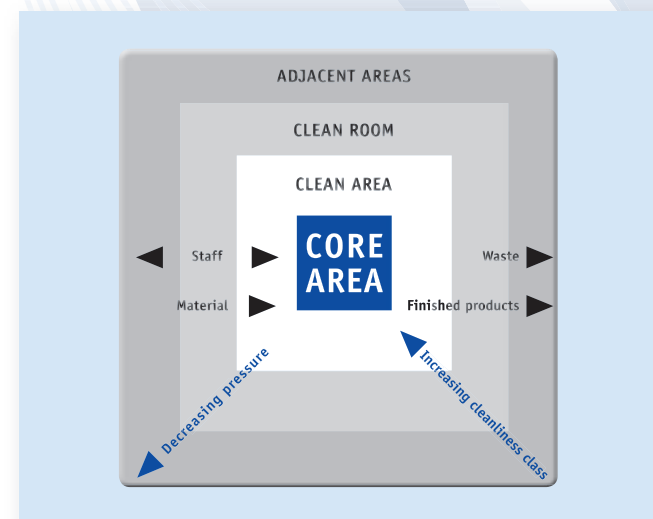 ADJACENT AREAS
CLEAN ROOM
CLEAN AREA
CORE
AREA
Staff
Waste
Material
Finished products
Decreasing pressure
Increasing cleanliness class